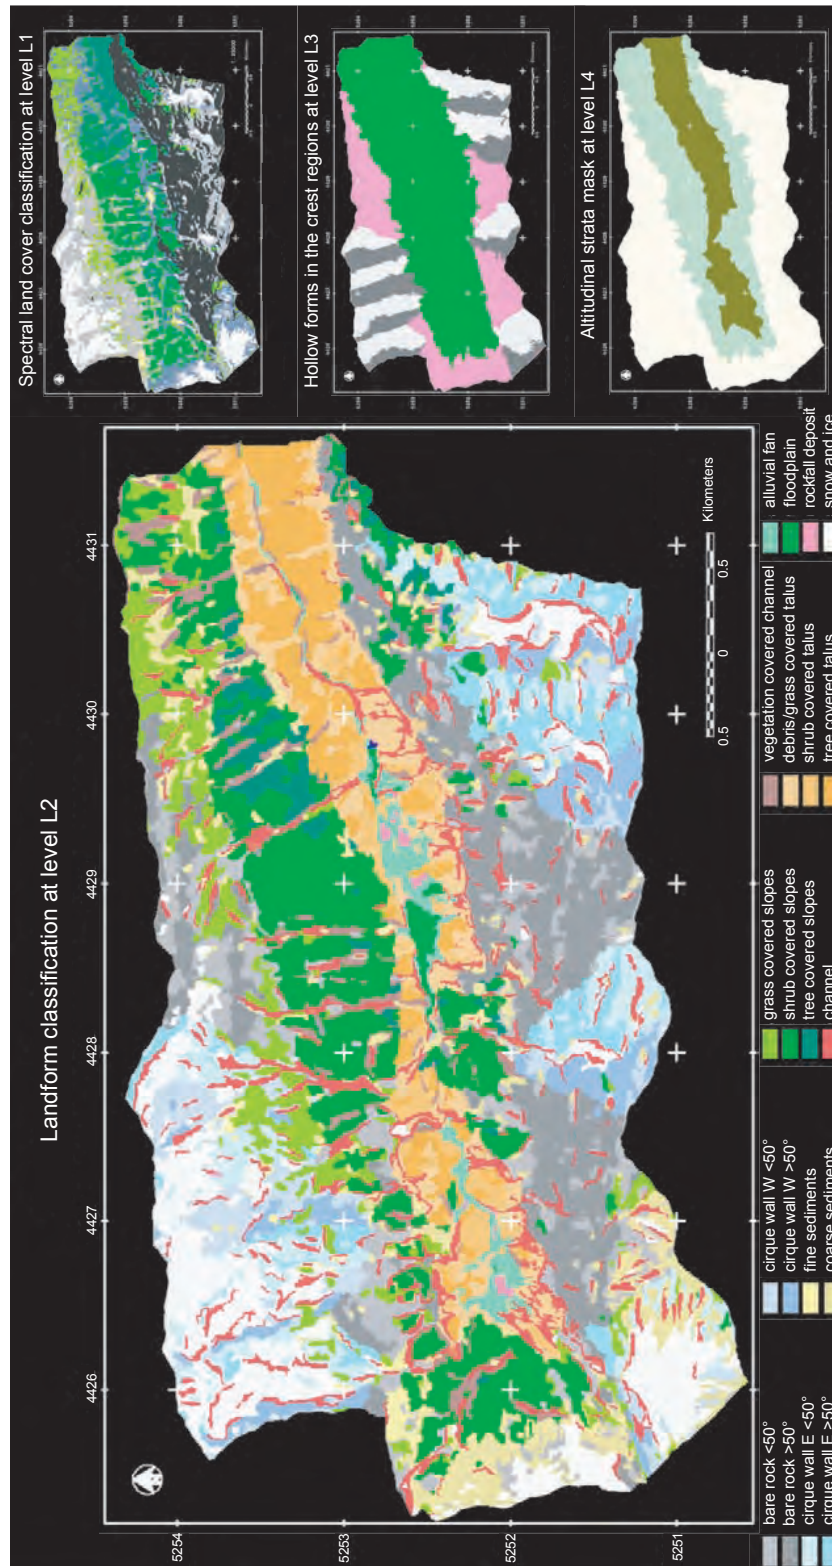 Landform classification at level L2
4426
4427
4428
4429
4430
4431
5254
5253
5252
5251
0.5
0
0.5
Kilometers
bare rock <50°
bare rock >50°
cirque wall E <50°
cirque wall E >50°
cirque wall W <50°
cirque wall W >50°
fine sediments
coarse sediments
grass covered slopes
shrub covered slopes
tree covered slopes
channel
vegetation covered channel
debris/grass covered talus
shrub covered talus
tree covered talus
alluvial fan
floodplain
rockfall deposit
snow and ice
Spectral land cover classification at level L1
Hollow forms in the crest regions at level L3
Altitudinal strata mask at level L4